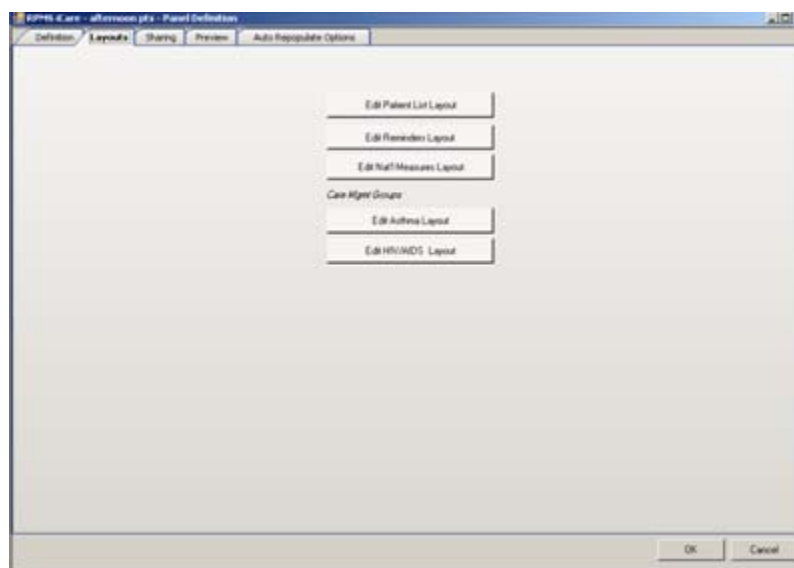 RPMS-iCare - afternoon pts - Panel Definition
Definition Layouts Sharing Preview Auto Repopulate Options
Edit Patient List Layout
Edit Reminders Layout
Edit Nat'l Measures Layout
Care Mgmt Groups
Edit Asthma Layout
Edit HIV/AIDS Layout
OK Cancel